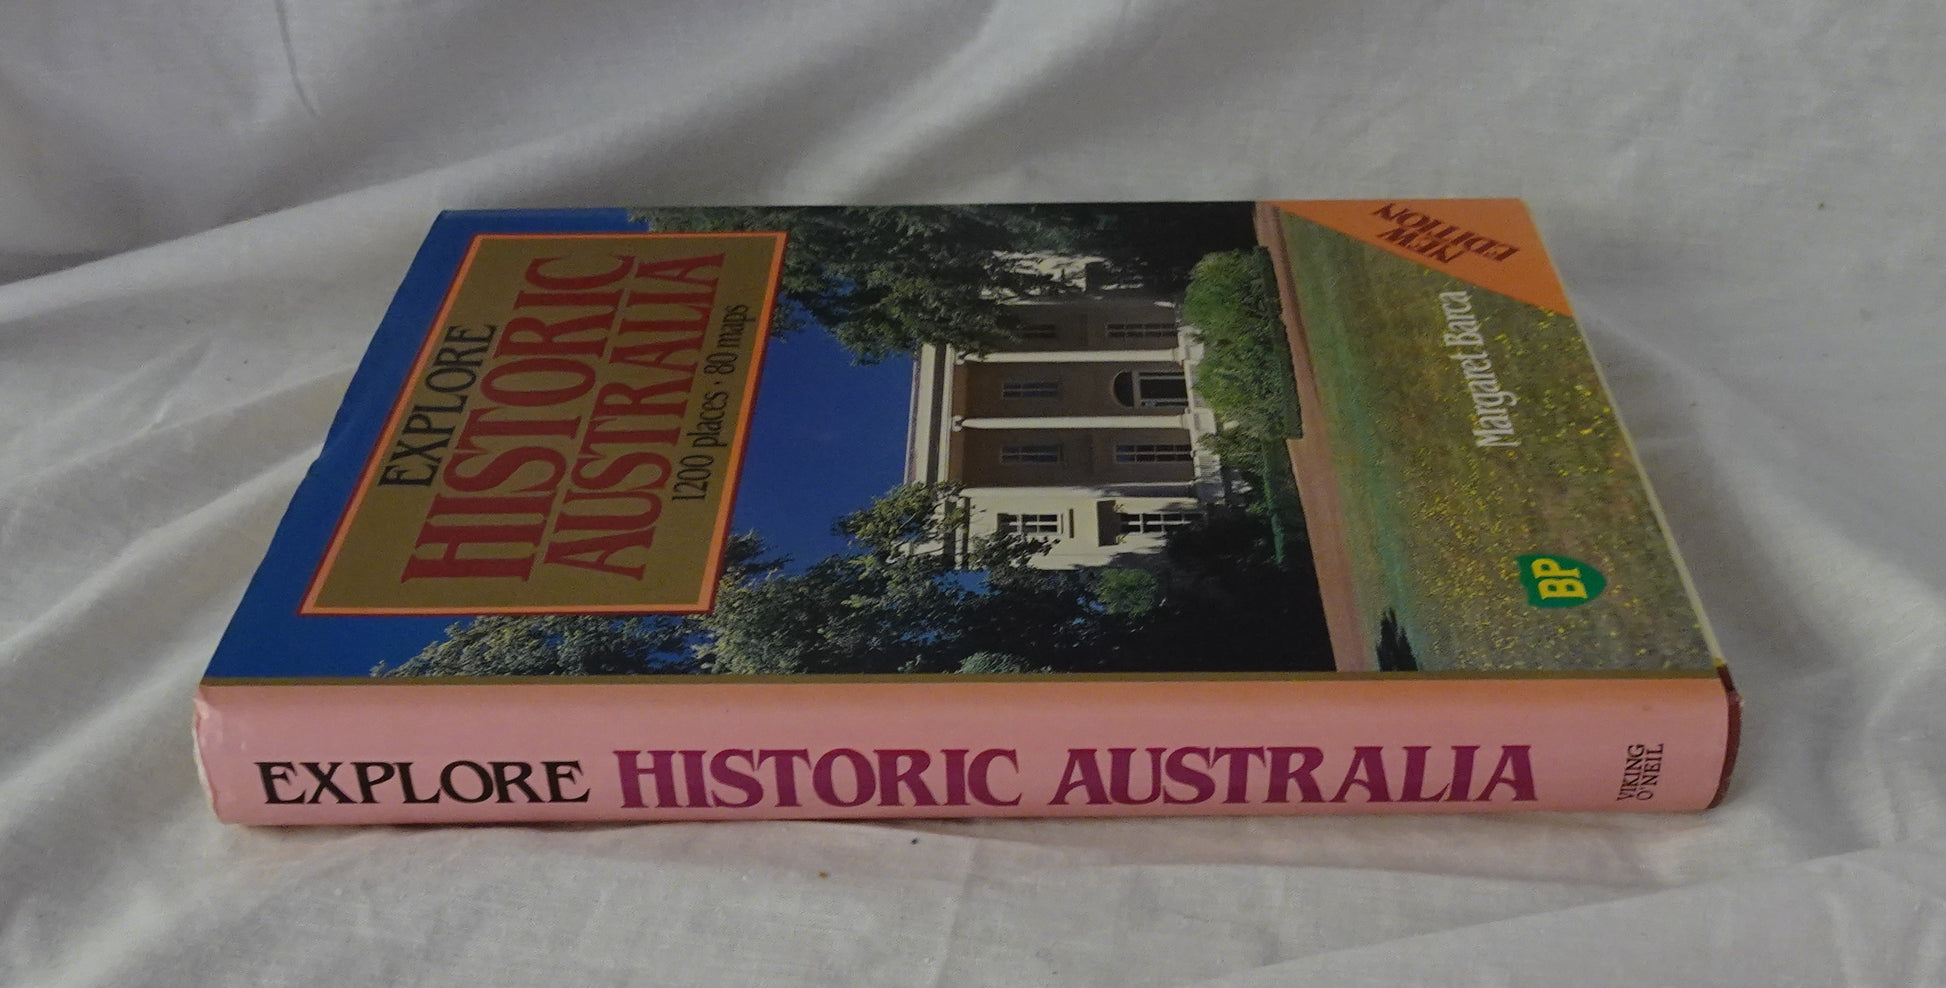 EXPLORE
HISTORIC
AUSTRALIA
1200 places · 80 maps
NEW
EDITION
Margaret Barca
BP
EXPLORE HISTORIC AUSTRALIA
VIKING
O'NEIL